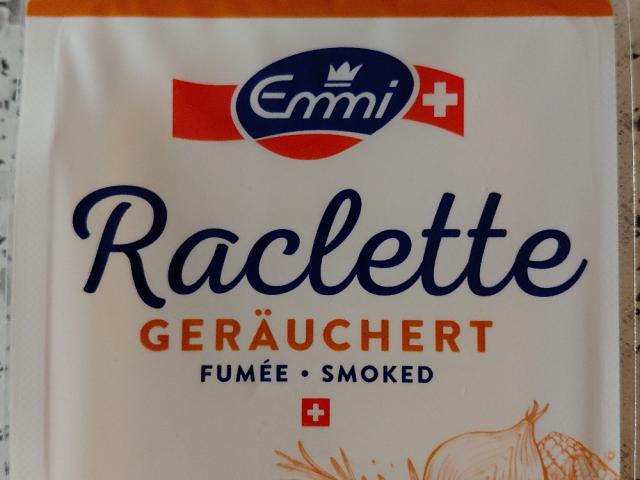 Emmi
Raclette
GERÄUCHERT
FUMÉE • SMOKED